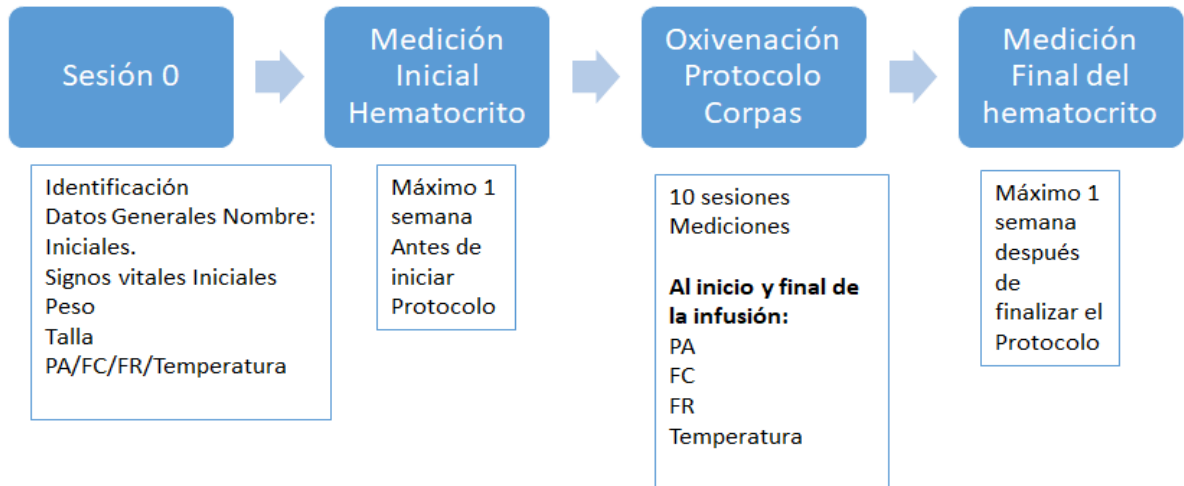 Sesión 0
Medición
Inicial
Hematocrito
Oxivenación
Protocolo
Corpas
Medición
Final del
hematocrito
Identificación
Datos Generales Nombre:
Iniciales.
Signos vitales Iniciales
Peso
Talla
PA/FC/FR/Temperatura
Máximo 1
semana
Antes de
iniciar
Protocolo
10 sesiones
Mediciones
Al inicio y final de
la infusión:
PA
FC
FR
Temperatura
Máximo 1
semana
después
de
finalizar el
Protocolo